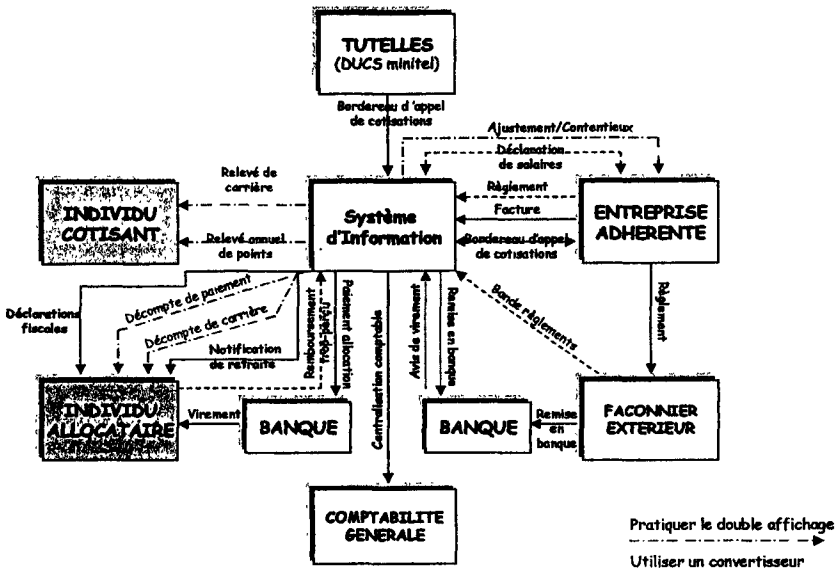 TUTELLES
(DUCS minitel)
Bordereau d'appel
de cotisations
Ajustement/Contentieux
Déclaration
de salaires
Relevé de
carrière
Règlement
INDIVIDU
COTISANT
Système
d'Information
Facture
ENTREPRISE
ADHERENTE
Relevé annuel
de points
Bordereau d'appel
de cotisations
Déclarations
fiscales
Décompte de paiement
Décompte de carrière
Notification
de retraite
Remboursement
trop-perçu
Paiement allocation
Centralisation comptable
Avis de virement
Remise en banque
Bande règlements
Règlement
INDIVIDU
ALLOCATAIRE
Virement
BANQUE
BANQUE
Remise
en
banque
FACONNIER
EXTERIEUR
COMPTABILITE
GENERALE
Pratiquer le double affichage
Utiliser un convertisseur